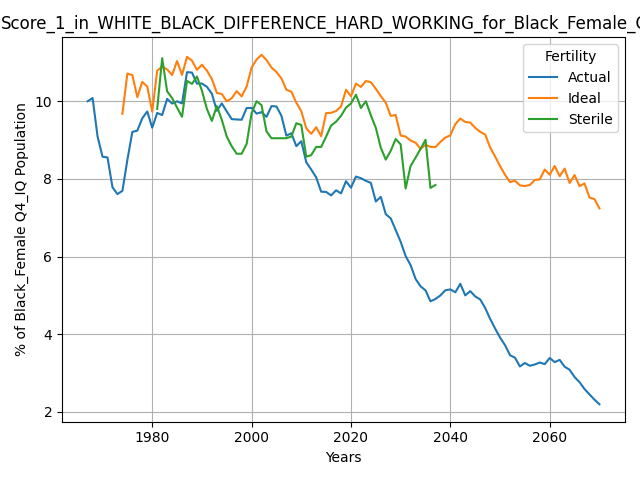 Score_1_in_WHITE_BLACK_DIFFERENCE_HARD_WORKING_for_Black_Female_
Fertility
Actual
Ideal
Sterile
% of Black_Female Q4_IQ Population
10
8
6
4
2
1980 2000 2020 2040 2060
Years